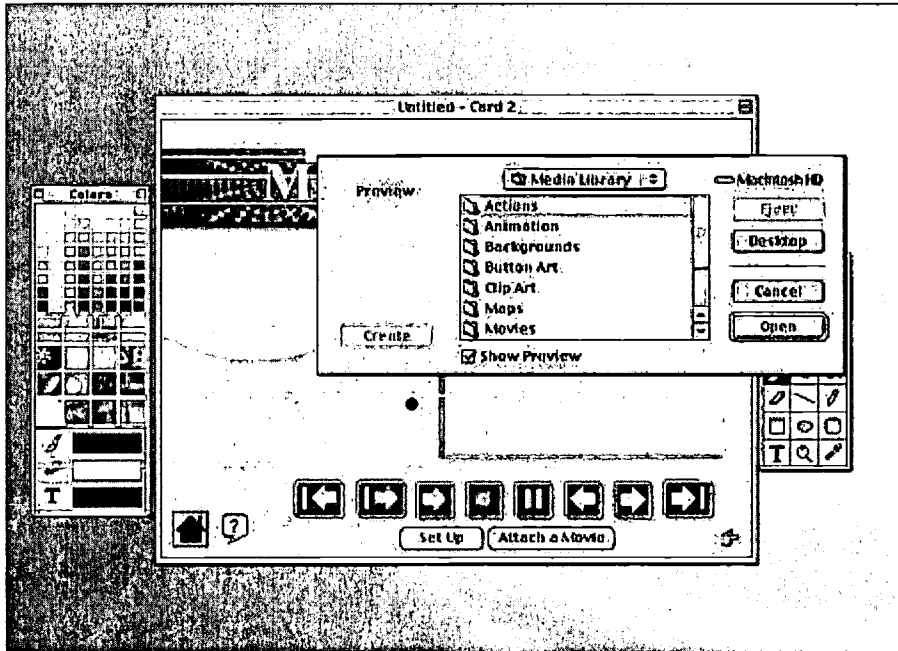 Untitled - Card 2
M
Colors
Preview
Media Library
Macintosh HD
Actions
Animation
Backgrounds
Button Art
Clip Art
Maps
Movies
Eject
Desktop
Cancel
Open
Create
Show Preview
T
T
?
Set Up
Attach a Movie